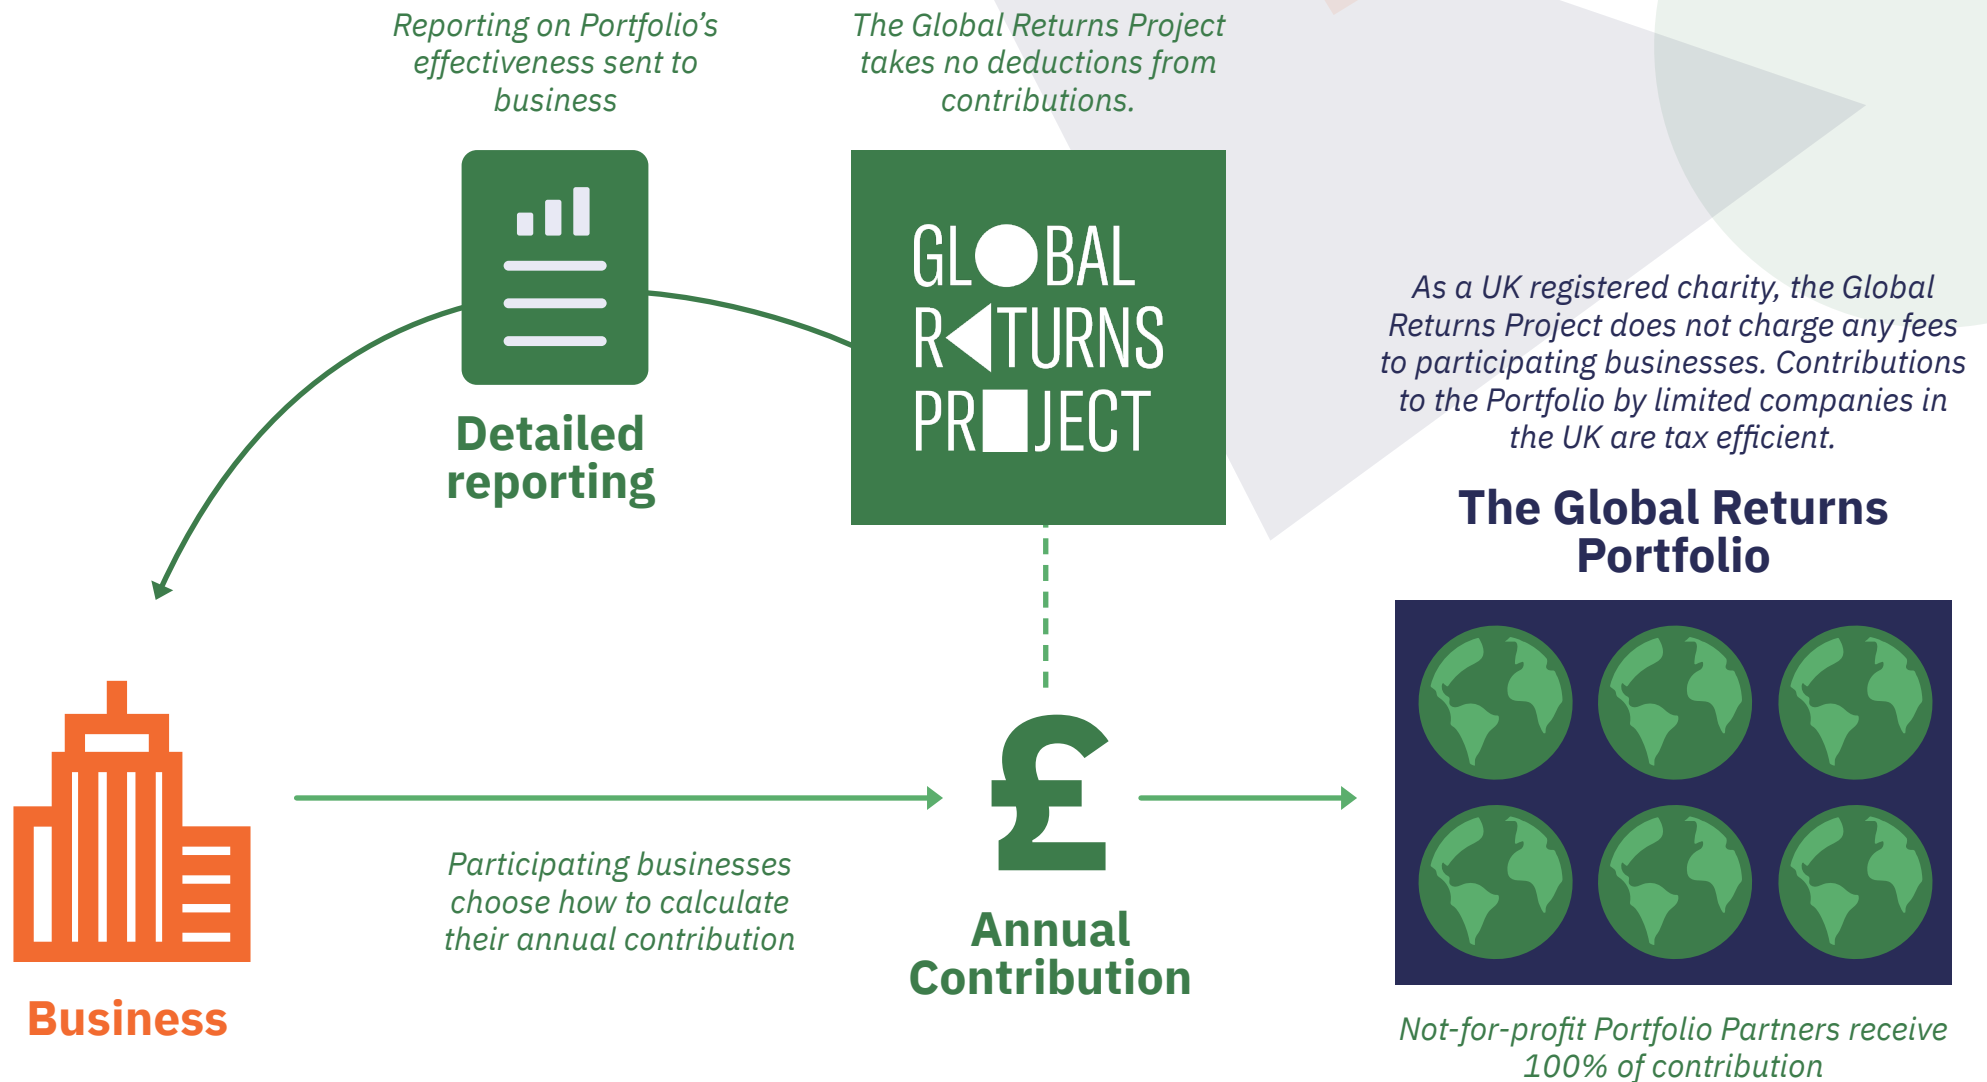 Reporting on Portfolio's
effectiveness sent to
business
The Global Returns Project
takes no deductions from
contributions.
GLOBAL
RETURNS
PROJECT
Detailed
reporting
As a UK registered charity, the Global
Returns Project does not charge any fees
to participating businesses. Contributions
to the Portfolio by limited companies in
the UK are tax efficient.
The Global Returns
Portfolio
£
Participating businesses
choose how to calculate
their annual contribution
Annual
Contribution
Business
Not-for-profit Portfolio Partners receive
100% of contribution